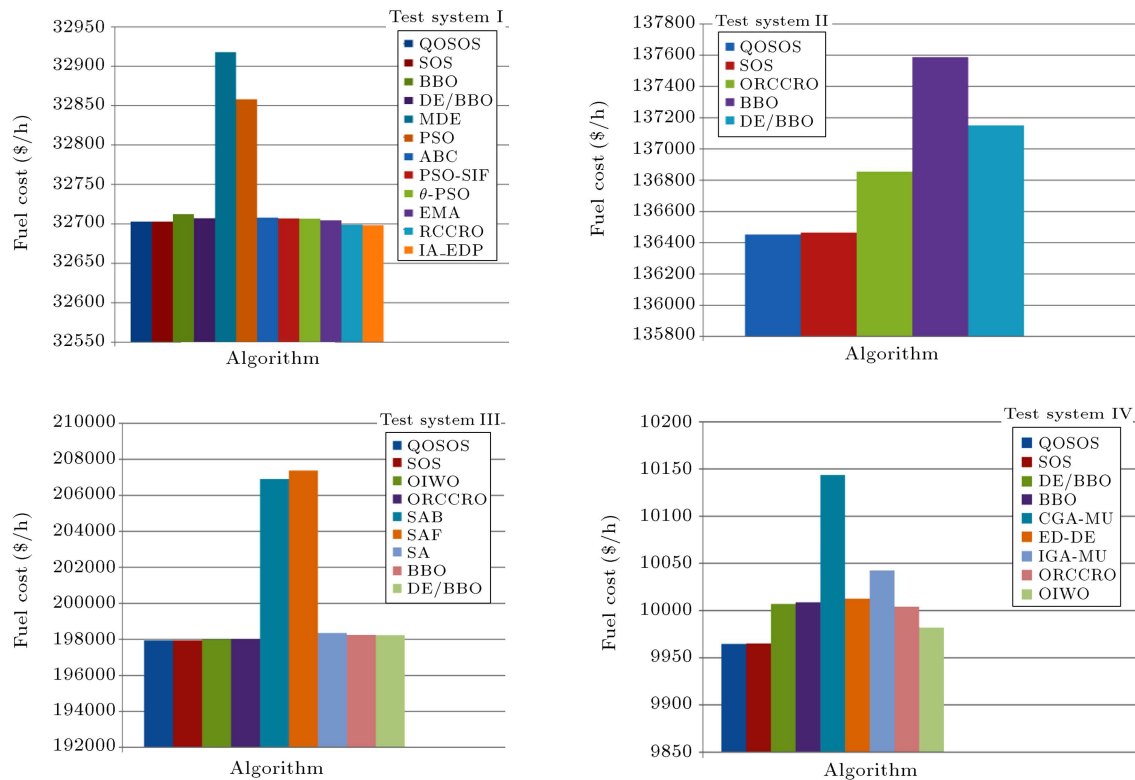 Test system I
32950
32900
32850
32800
32750
32700
32650
32600
32550
Fuel cost ($/h)
Algorithm
QOSOS
SOS
BBO
DE/BBO
MDE
PSO
ABC
PSO-SIF
θ-PSO
EMA
RCCRO
IA_EDP
Test system II
137800
137600
137400
137200
137000
136800
136600
136400
136200
136000
135800
Fuel cost ($/h)
Algorithm
QOSOS
SOS
ORCCRO
BBO
DE/BBO
Test system III
210000
208000
206000
204000
202000
200000
198000
196000
194000
192000
Fuel cost ($/h)
Algorithm
QOSOS
SOS
OIWO
ORCCRO
SAB
SAF
SA
BBO
DE/BBO
Test system IV
10200
10150
10100
10050
10000
9950
9900
9850
Fuel cost ($/h)
Algorithm
QOSOS
SOS
DE/BBO
BBO
CGA-MU
ED-DE
IGA-MU
ORCCRO
OIWO